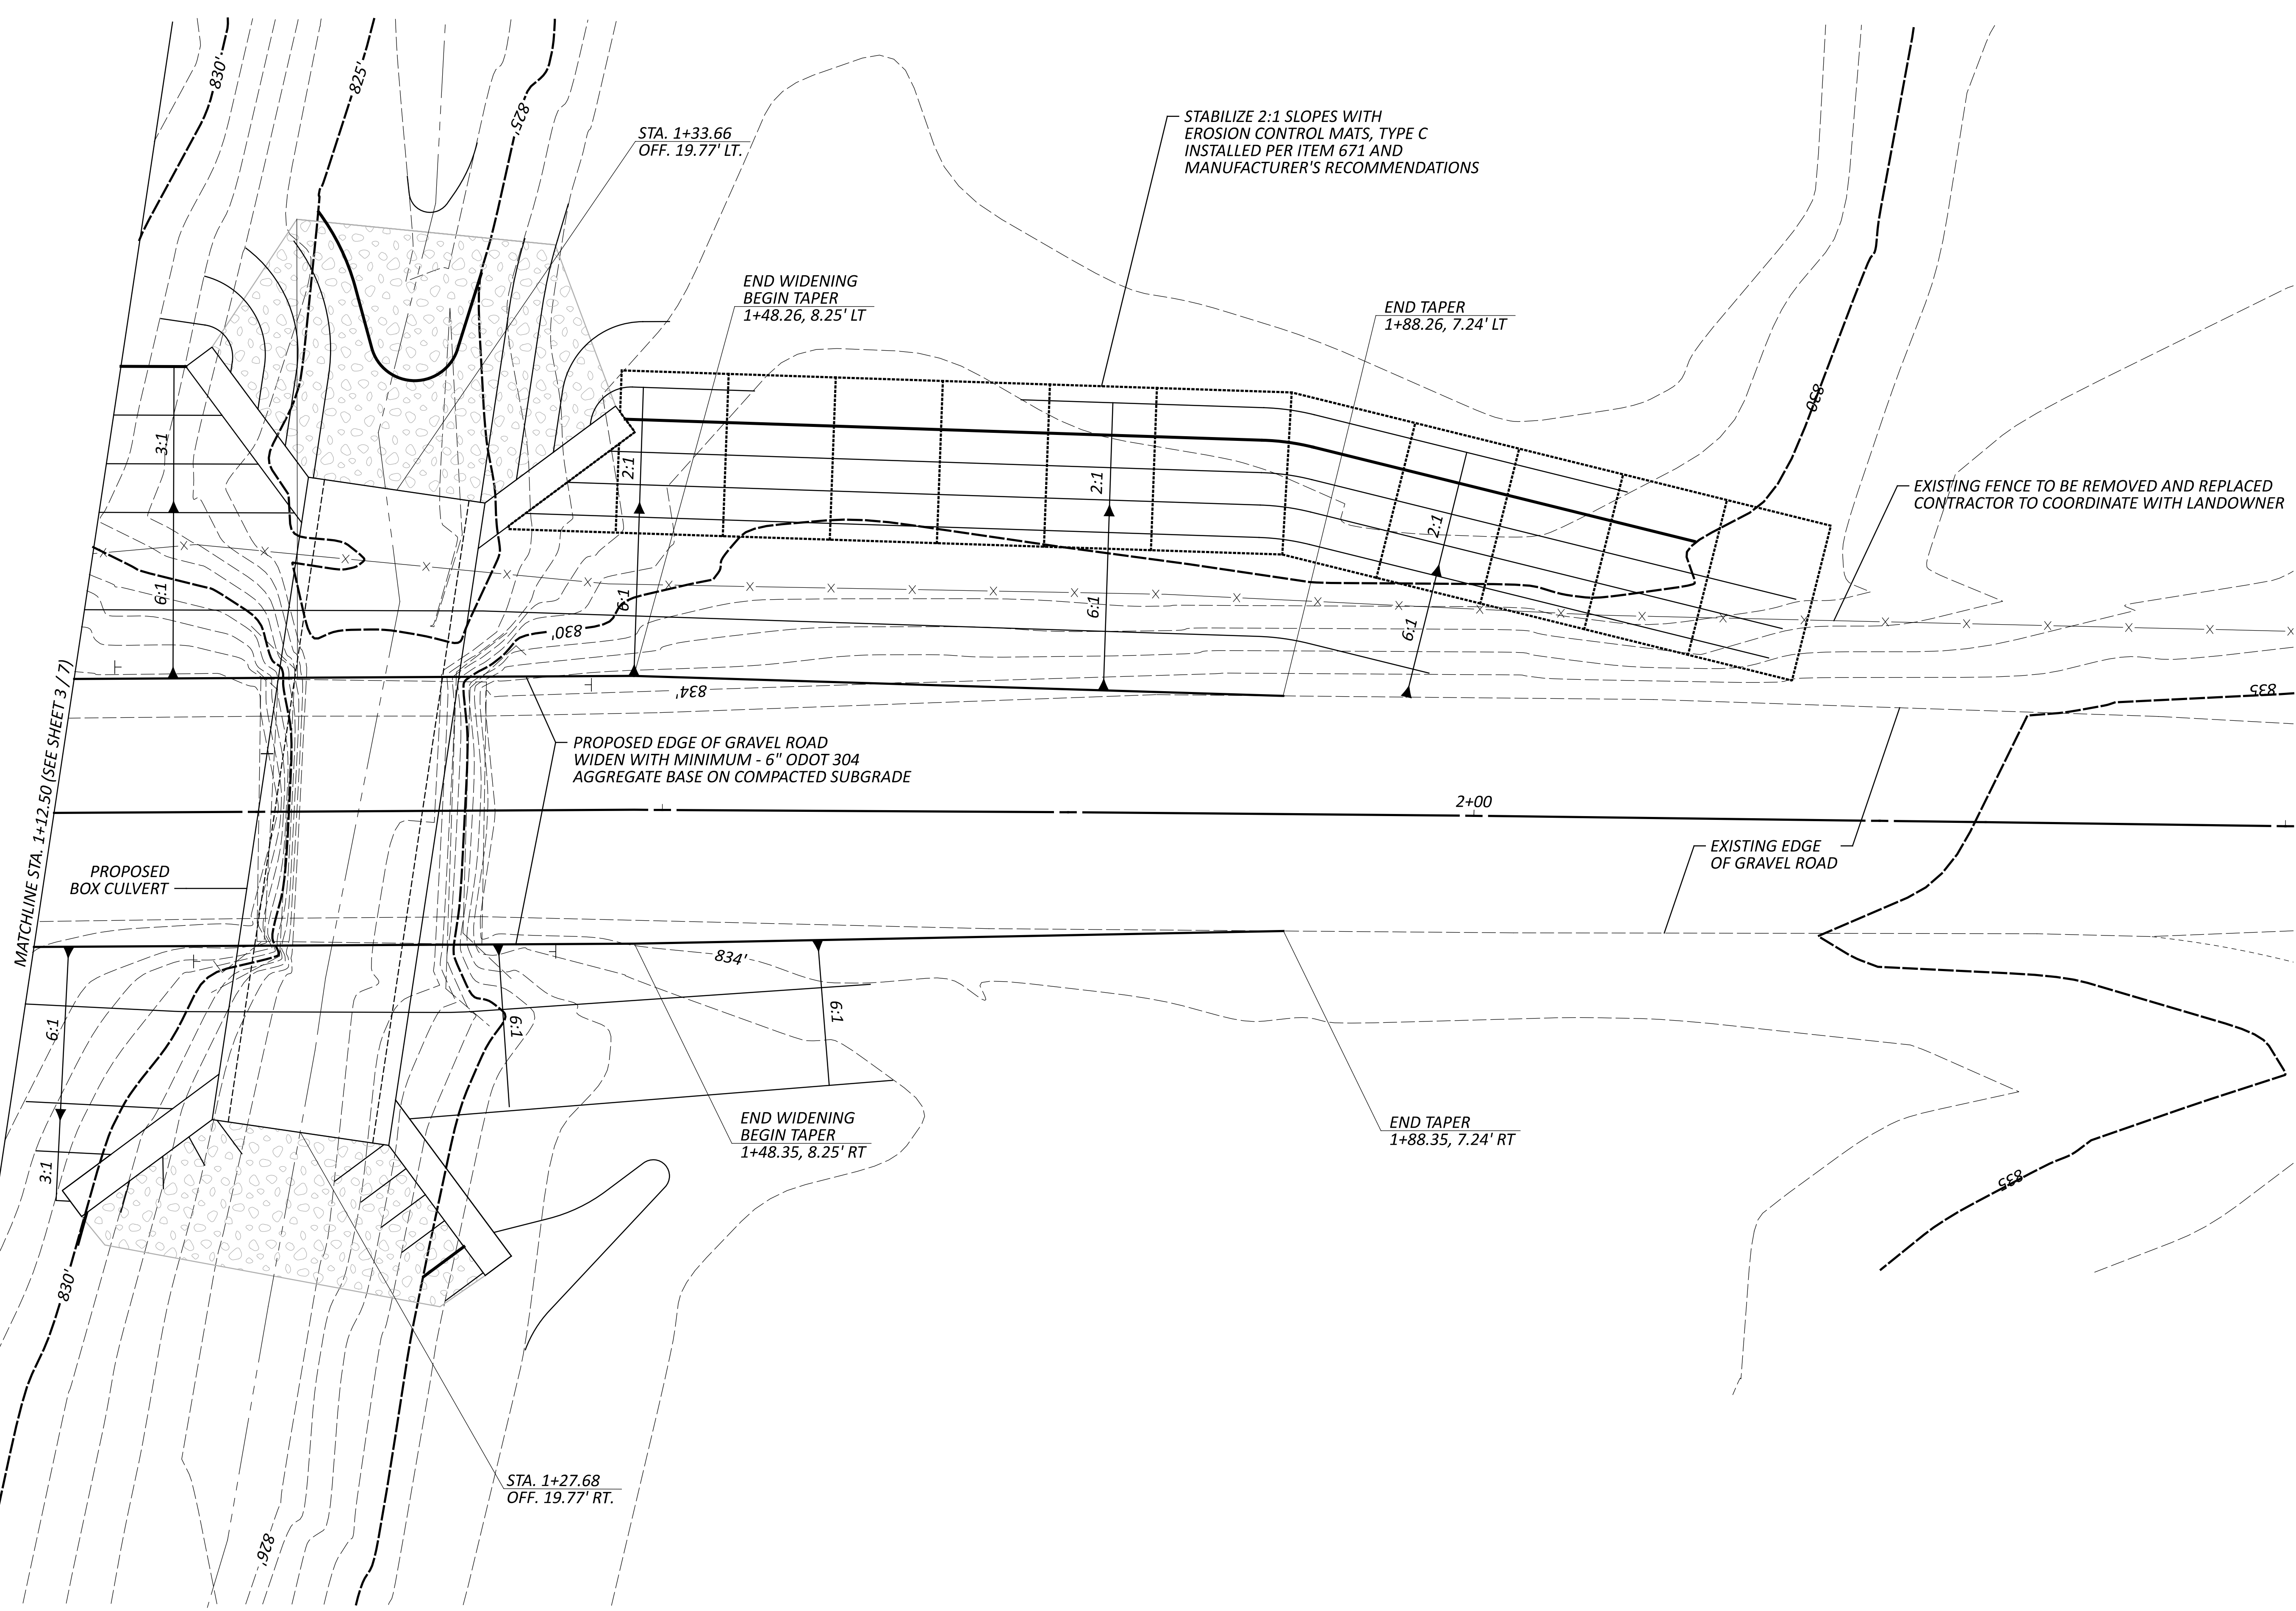 830'
825'
825'
STA. 1+33.66
OFF. 19.77' LT.
STABILIZE 2:1 SLOPES WITH
EROSION CONTROL MATS, TYPE C
INSTALLED PER ITEM 671 AND
MANUFACTURER'S RECOMMENDATIONS
END WIDENING
BEGIN TAPER
1+48.26, 8.25' LT
END TAPER
1+88.26, 7.24' LT
830
3:1
2:1
2:1
2:1
EXISTING FENCE TO BE REMOVED AND REPLACED
CONTRACTOR TO COORDINATE WITH LANDOWNER
6:1
6:1
6:1
6:1
830'
834'
835
MATCHLINE STA. 1+12.50 (SEE SHEET 3 / 7)
PROPOSED EDGE OF GRAVEL ROAD
WIDEN WITH MINIMUM - 6" ODOT 304
AGGREGATE BASE ON COMPACTED SUBGRADE
2+00
EXISTING EDGE
OF GRAVEL ROAD
PROPOSED
BOX CULVERT
834'
6:1
6:1
6:1
3:1
END WIDENING
BEGIN TAPER
1+48.35, 8.25' RT
END TAPER
1+88.35, 7.24' RT
835
830'
STA. 1+27.68
OFF. 19.77' RT.
826'